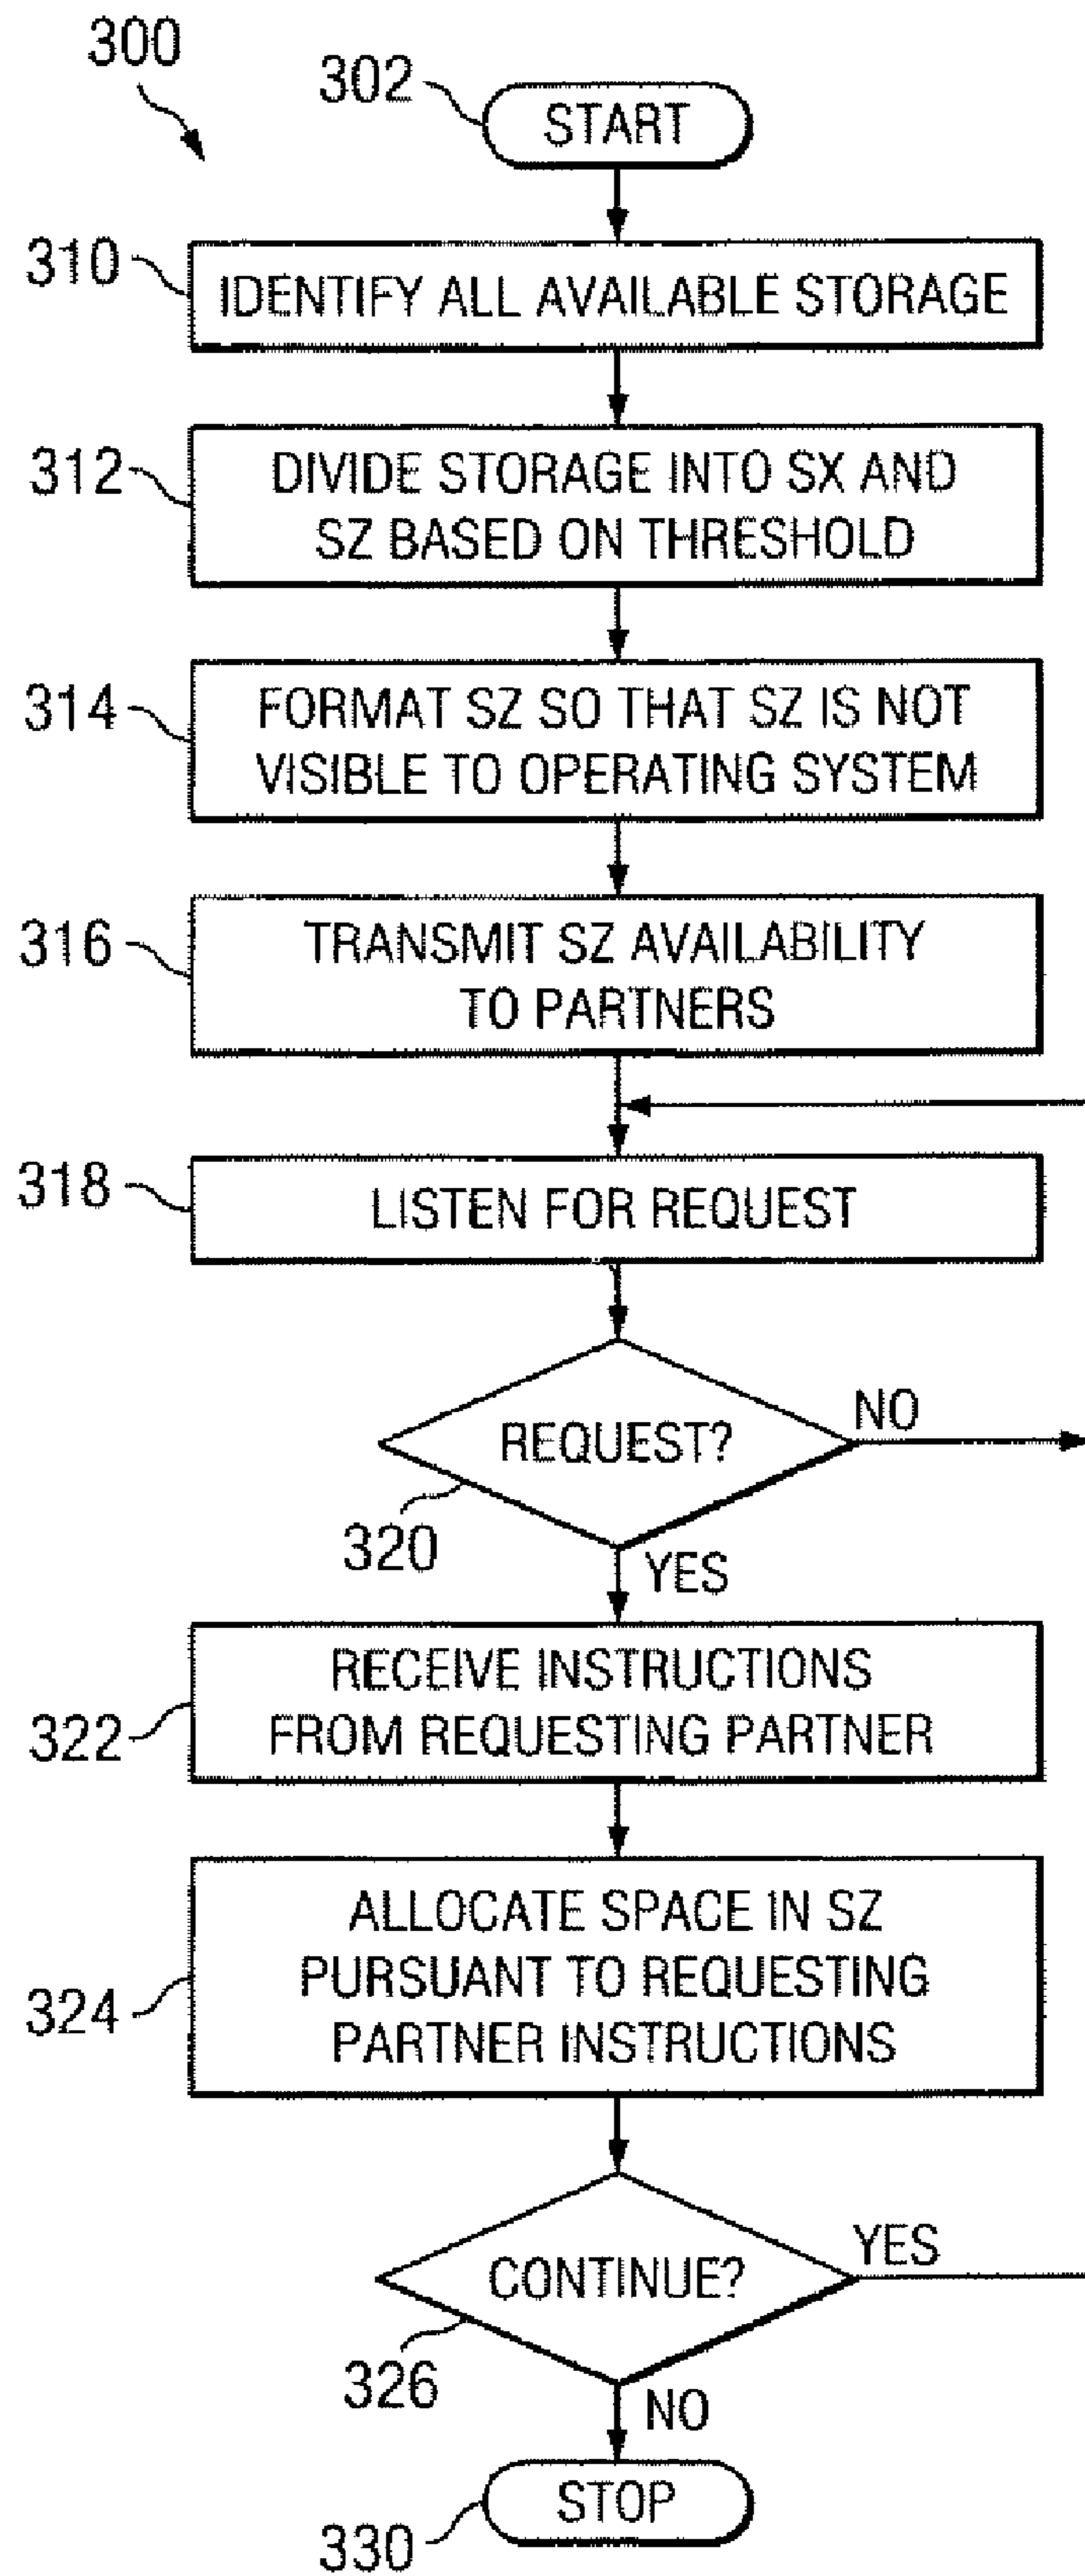 300
302
START
310
IDENTIFY ALL AVAILABLE STORAGE
312
DIVIDE STORAGE INTO SX AND
SZ BASED ON THRESHOLD
314
FORMAT SZ SO THAT SZ IS NOT
VISIBLE TO OPERATING SYSTEM
316
TRANSMIT SZ AVAILABILITY
TO PARTNERS
318
LISTEN FOR REQUEST
REQUEST?
NO
320
YES
322
RECEIVE INSTRUCTIONS
FROM REQUESTING PARTNER
324
ALLOCATE SPACE IN SZ
PURSUANT TO REQUESTING
PARTNER INSTRUCTIONS
CONTINUE?
YES
326
NO
STOP
330